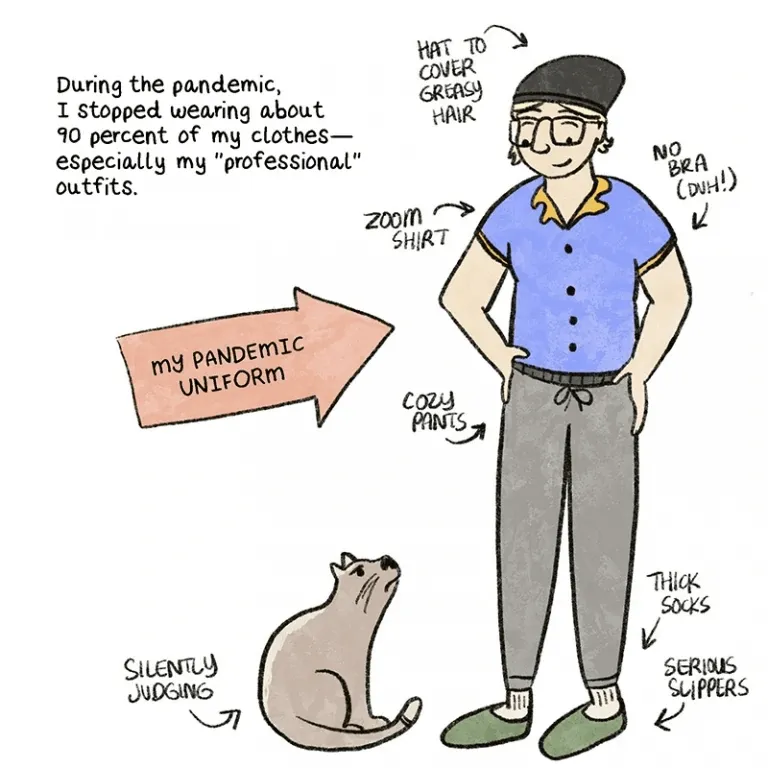 During the pandemic,
I stopped wearing about
90 percent of my clothes—
especially my "professional"
outfits.
HAT TO
COVER
GREASY
HAIR
NO
BRA
(DUH!)
ZOOM
SHIRT
my PANDEMIC
UNIFORM
COZY
PANTS
THICK
SOCKS
SILENTLY
JUDGING
SERIOUS
SLIPPERS